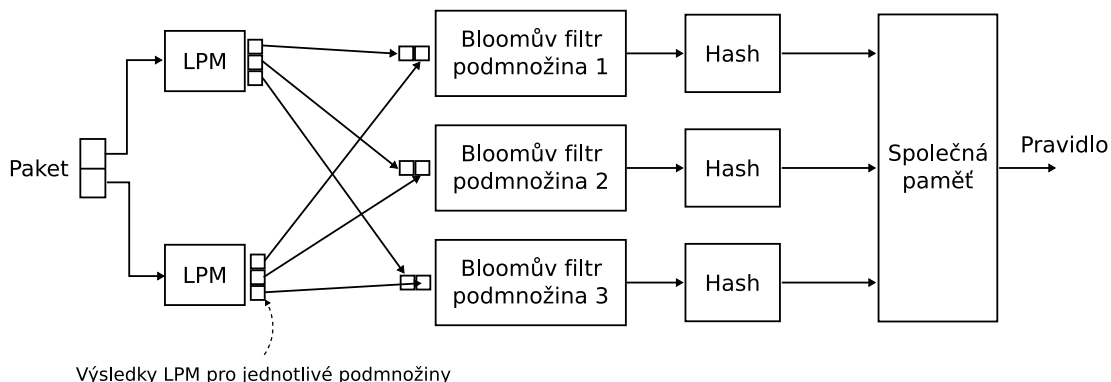 LPM
Bloomův filtr
podmnožina 1
Hash
Paket
Bloomův filtr
podmnožina 2
Hash
Společná
paměť
Pravidlo
LPM
Bloomův filtr
podmnožina 3
Hash
Výsledky LPM pro jednotlivé podmnožiny